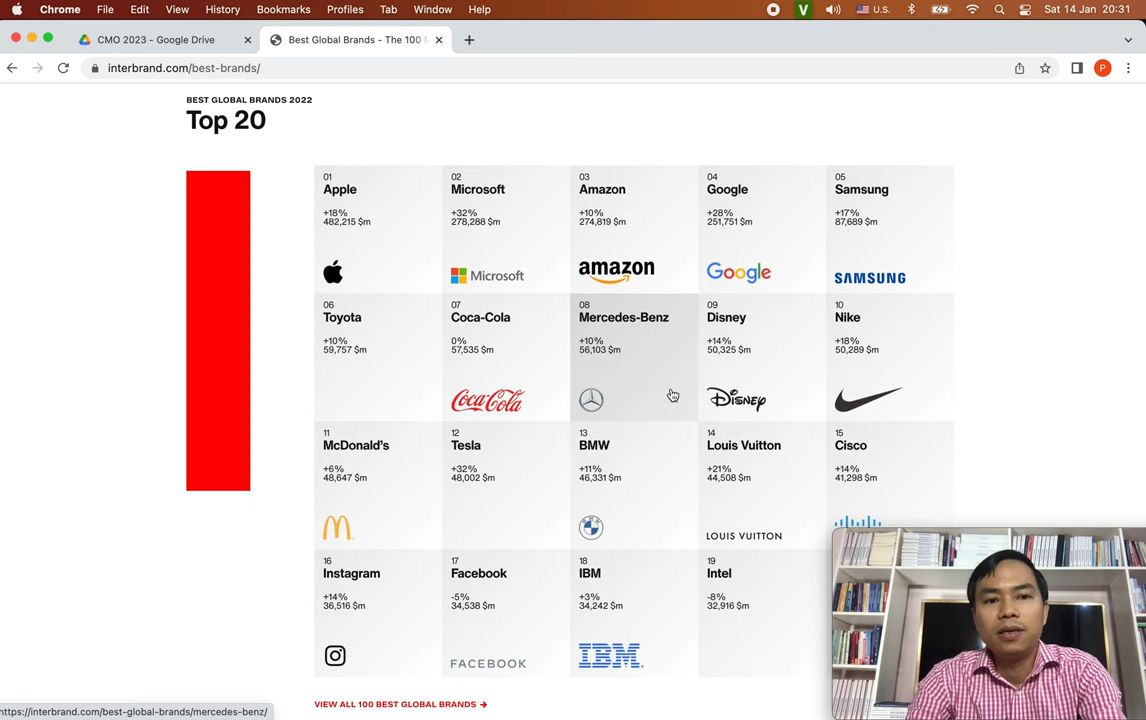 Chrome File Edit View History Bookmarks Profiles Tab Window Help V U.S. Sat 14 Jan 20:31
CMO 2023 - Google Drive Best Global Brands - The 100 M
interbrand.com/best-brands/ P
BEST GLOBAL BRANDS 2022
Top 20
01
Apple
+18%
482,215 $m
02
Microsoft
+32%
278,288 $m
Microsoft
03
Amazon
+10%
274,819 $m
amazon
04
Google
+28%
251,751 $m
Google
05
Samsung
+17%
87,689 $m
SAMSUNG
06
Toyota
+10%
59,757 $m
07
Coca-Cola
0%
57,535 $m
Coca-Cola
08
Mercedes-Benz
+10%
56,103 $m
09
Disney
+14%
50,325 $m
Disney
10
Nike
+18%
50,289 $m
11
McDonald's
+6%
48,647 $m
12
Tesla
+32%
48,002 $m
13
BMW
+11%
46,331 $m
14
Louis Vuitton
+21%
44,508 $m
LOUIS VUITTON
15
Cisco
+14%
41,298 $m
16
Instagram
+14%
36,516 $m
17
Facebook
-5%
34,538 $m
FACEBOOK
18
IBM
+3%
34,242 $m
IBM
19
Intel
-8%
32,916 $m
VIEW ALL 100 BEST GLOBAL BRANDS →
https://interbrand.com/best-global-brands/mercedes-benz/